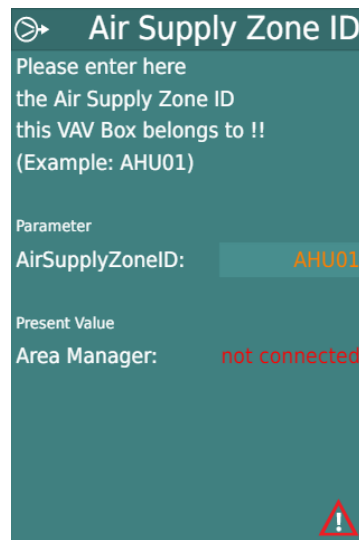 Air Supply Zone ID
Please enter here
the Air Supply Zone ID
this VAV Box belongs to !!
(Example: AHU01)
Parameter
AirSupplyZoneID: AHU01
Present Value
Area Manager: not connected